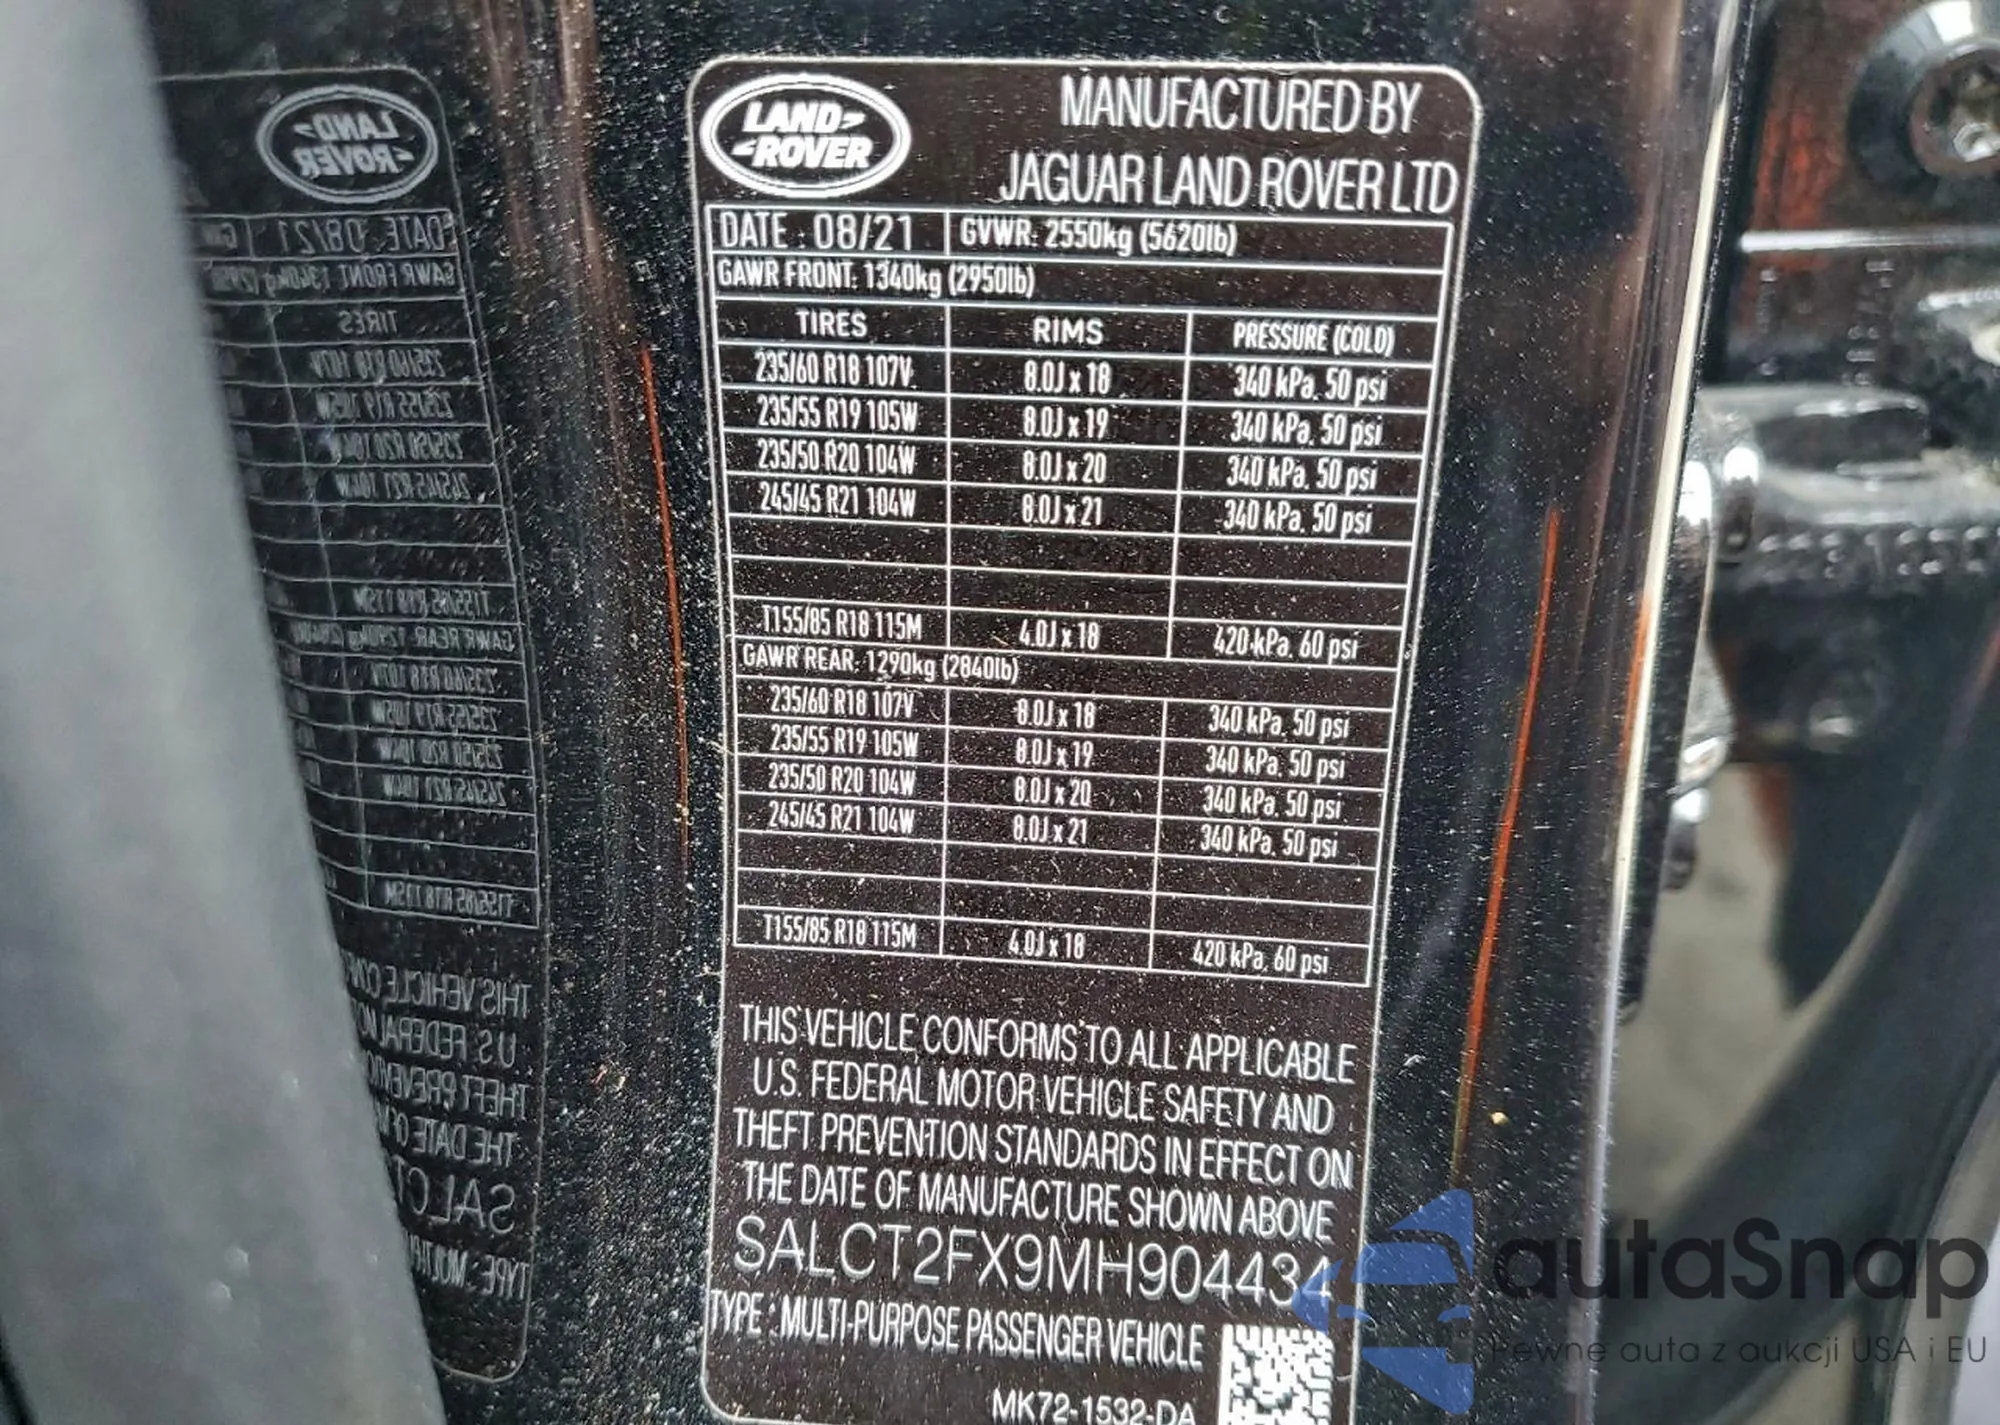 LAND-
-ROVER
MANUFACTURED BY
JAGUAR LAND ROVER LTD
DATE : 08/21 GVWR: 2550kg (5620lb)
GAWR FRONT: 1340kg (2950lb)
TIRES RIMS PRESSURE (COLD)
235/60 R18 107V 8.0J x 18 340 kPa, 50 psi
235/55 R19 105W 8.0J x 19 340 kPa, 50 psi
235/50 R20 104W 8.0J x 20 340 kPa, 50 psi
245/45 R21 104W 8.0J x 21 340 kPa, 50 psi
T155/85 R18 115M 4.0J x 18 420 kPa, 60 psi
GAWR REAR: 1290kg (2840lb)
235/60 R18 107V 8.0J x 18 340 kPa, 50 psi
235/55 R19 105W 8.0J x 19 340 kPa, 50 psi
235/50 R20 104W 8.0J x 20 340 kPa, 50 psi
245/45 R21 104W 8.0J x 21 340 kPa, 50 psi
T155/85 R18 115M 4.0J x 18 420 kPa, 60 psi
THIS VEHICLE CONFORMS TO ALL APPLICABLE
U.S. FEDERAL MOTOR VEHICLE SAFETY AND
THEFT PREVENTION STANDARDS IN EFFECT ON
THE DATE OF MANUFACTURE SHOWN ABOVE
SALCT2FX9MH904434
TYPE : MULTI-PURPOSE PASSENGER VEHICLE
MK72-1532-DA
autaSnap
Pewne auta z aukcji USA i EU